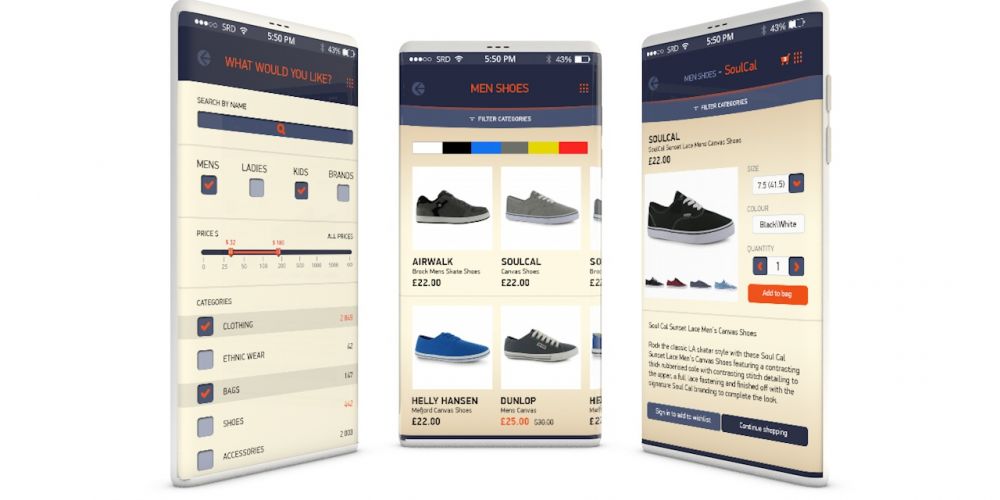 SRD 43%
5:50 PM
WHAT WOULD YOU LIKE?
SEARCH BY NAME
MENS LADIES KIDS BRANDS
PRICE $ ALL PRICES
$ 32 $ 180
0 25 50 100 200 1000 5000
CATEGORIES
CLOTHING 2 849
ETHNIC WEAR 42
BAGS 147
SHOES 442
ACCESSORIES 2 003
SRD 5:50 PM 43%
MEN SHOES
FILTER CATEGORIES
AIRWALK
Brock Mens Skate Shoes
£22.00
SOULCAL
Canvas Shoes
£22.00
SO
Sou
£2
HELLY HANSEN
Mefjord Canvas Shoes
£22.00
DUNLOP
Mens Canvas
£25.00 $30.00
SRD 5:50 PM 43%
MEN SHOES - SoulCal
FILTER CATEGORIES
SOULCAL
SoulCal Sunset Lace Mens Canvas Shoes
£22.00
SIZE
7.5 (41.5)
COLOUR
Black\White
QUANTITY
1
Add to bag
Soul Cal Sunset Lace Men's Canvas Shoes
Rock the classic LA skater style with these Soul Cal
Sunset Lace Men's Canvas Shoes featuring a contrasting
thick rubberised sole with contrasting stitch detailing to
the upper, a full lace fastening and finished off with the
signature Soul Cal branding to complete the look.
Sign in to add to wishlist
Continue shopping